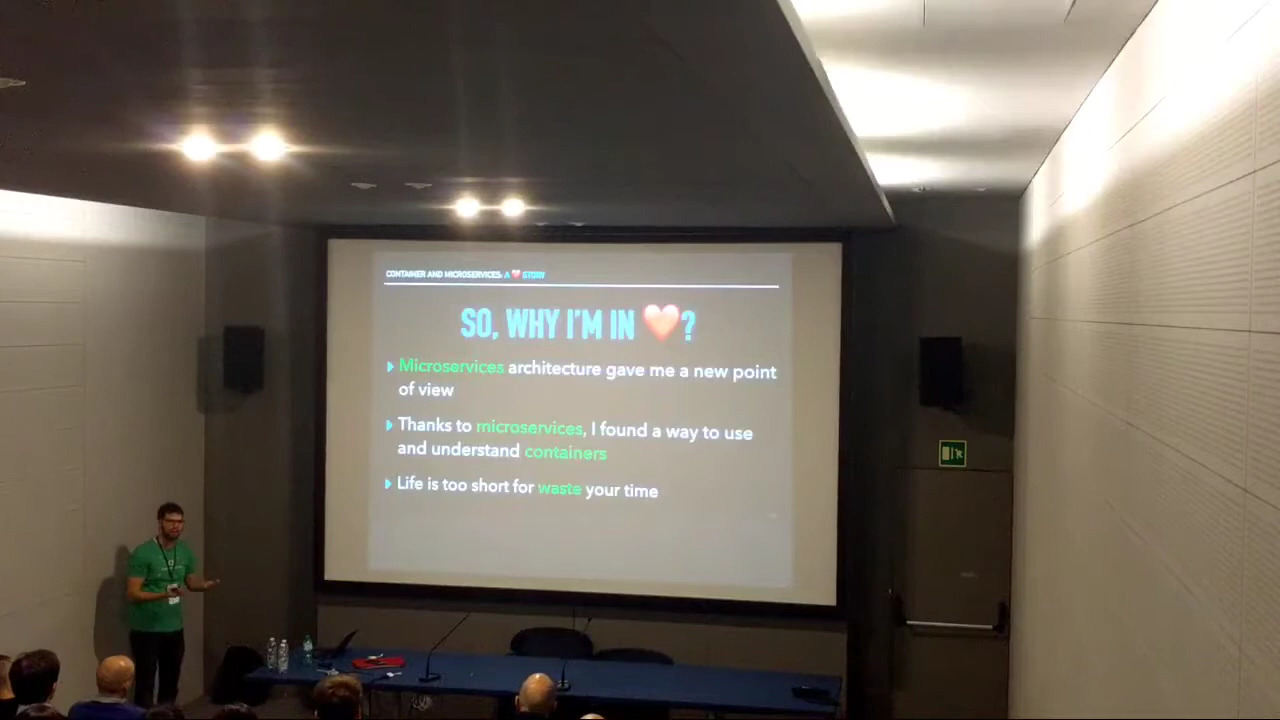 CONTAINER AND MICROSERVICES: A ❤️ STORY
SO, WHY I'M IN ❤️?
Microservices architecture gave me a new point
of view
Thanks to microservices, I found a way to use
and understand containers
Life is too short for waste your time